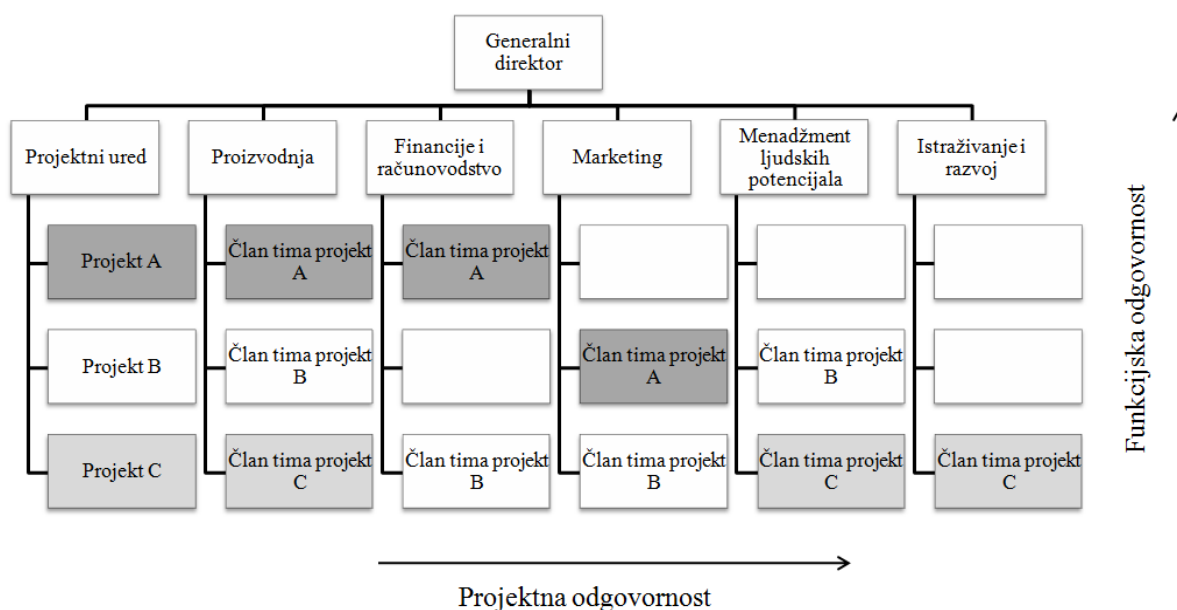 Generalni
direktor
Projektni ured
Proizvodnja
Financije i
računovodstvo
Marketing
Menadžment
ljudskih
potencijala
Istraživanje i
razvoj
Projekt A
Član tima projekt
A
Član tima projekt
A
Projekt B
Član tima projekt
B
Član tima projekt
A
Član tima projekt
B
Projekt C
Član tima projekt
C
Član tima projekt
B
Član tima projekt
B
Član tima projekt
C
Član tima projekt
C
Funkcijska odgovornost
Projektna odgovornost